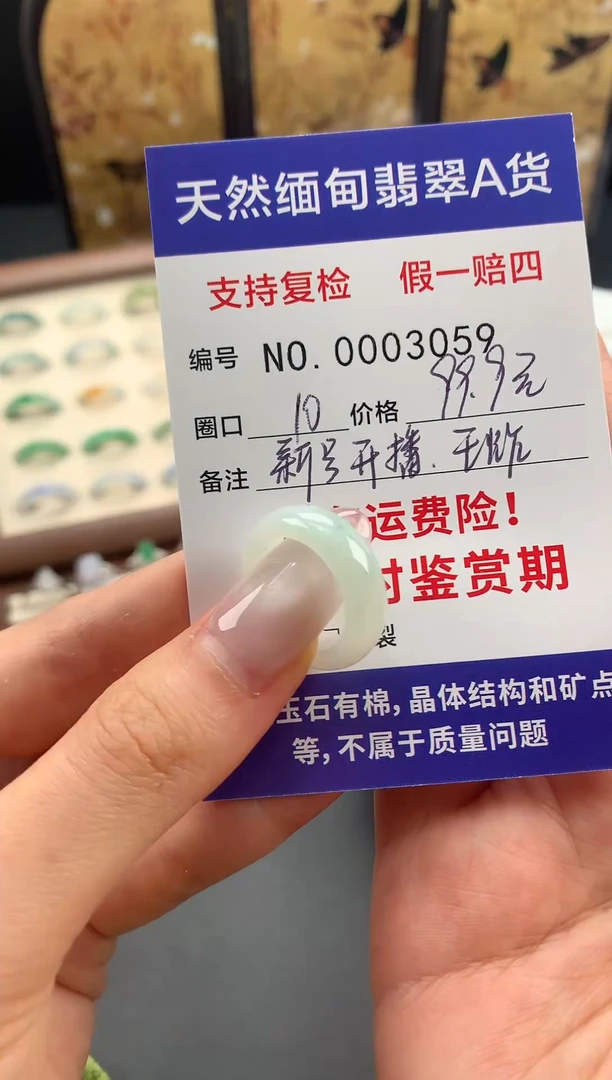 天然缅甸翡翠A货
支持复检 假一赔四
编号 NO.0003059
圈口 10 价格 99.9元
备注 新号开播.干炸
运费险！
时鉴赏期
裂
玉石有棉，晶体结构和矿点
等，不属于质量问题